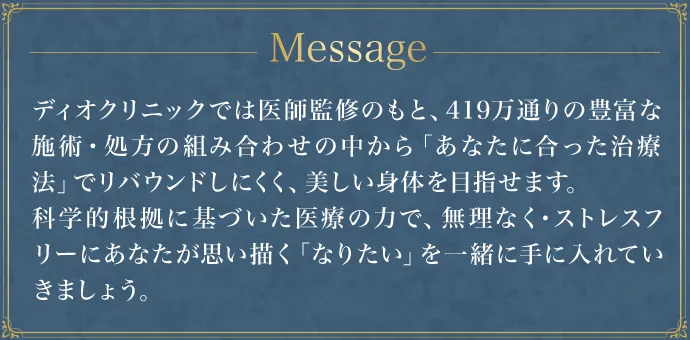 Message
ディオクリニックでは医師監修のもと、419万通りの豊富な
施術・処方の組み合わせの中から「あなたに合った治療
法」でリバウンドしにくく、美しい身体を目指せます。
科学的根拠に基づいた医療の力で、無理なく・ストレスフ
リーにあなたが思い描く「なりたい」を一緒に手に入れてい
きましょう。